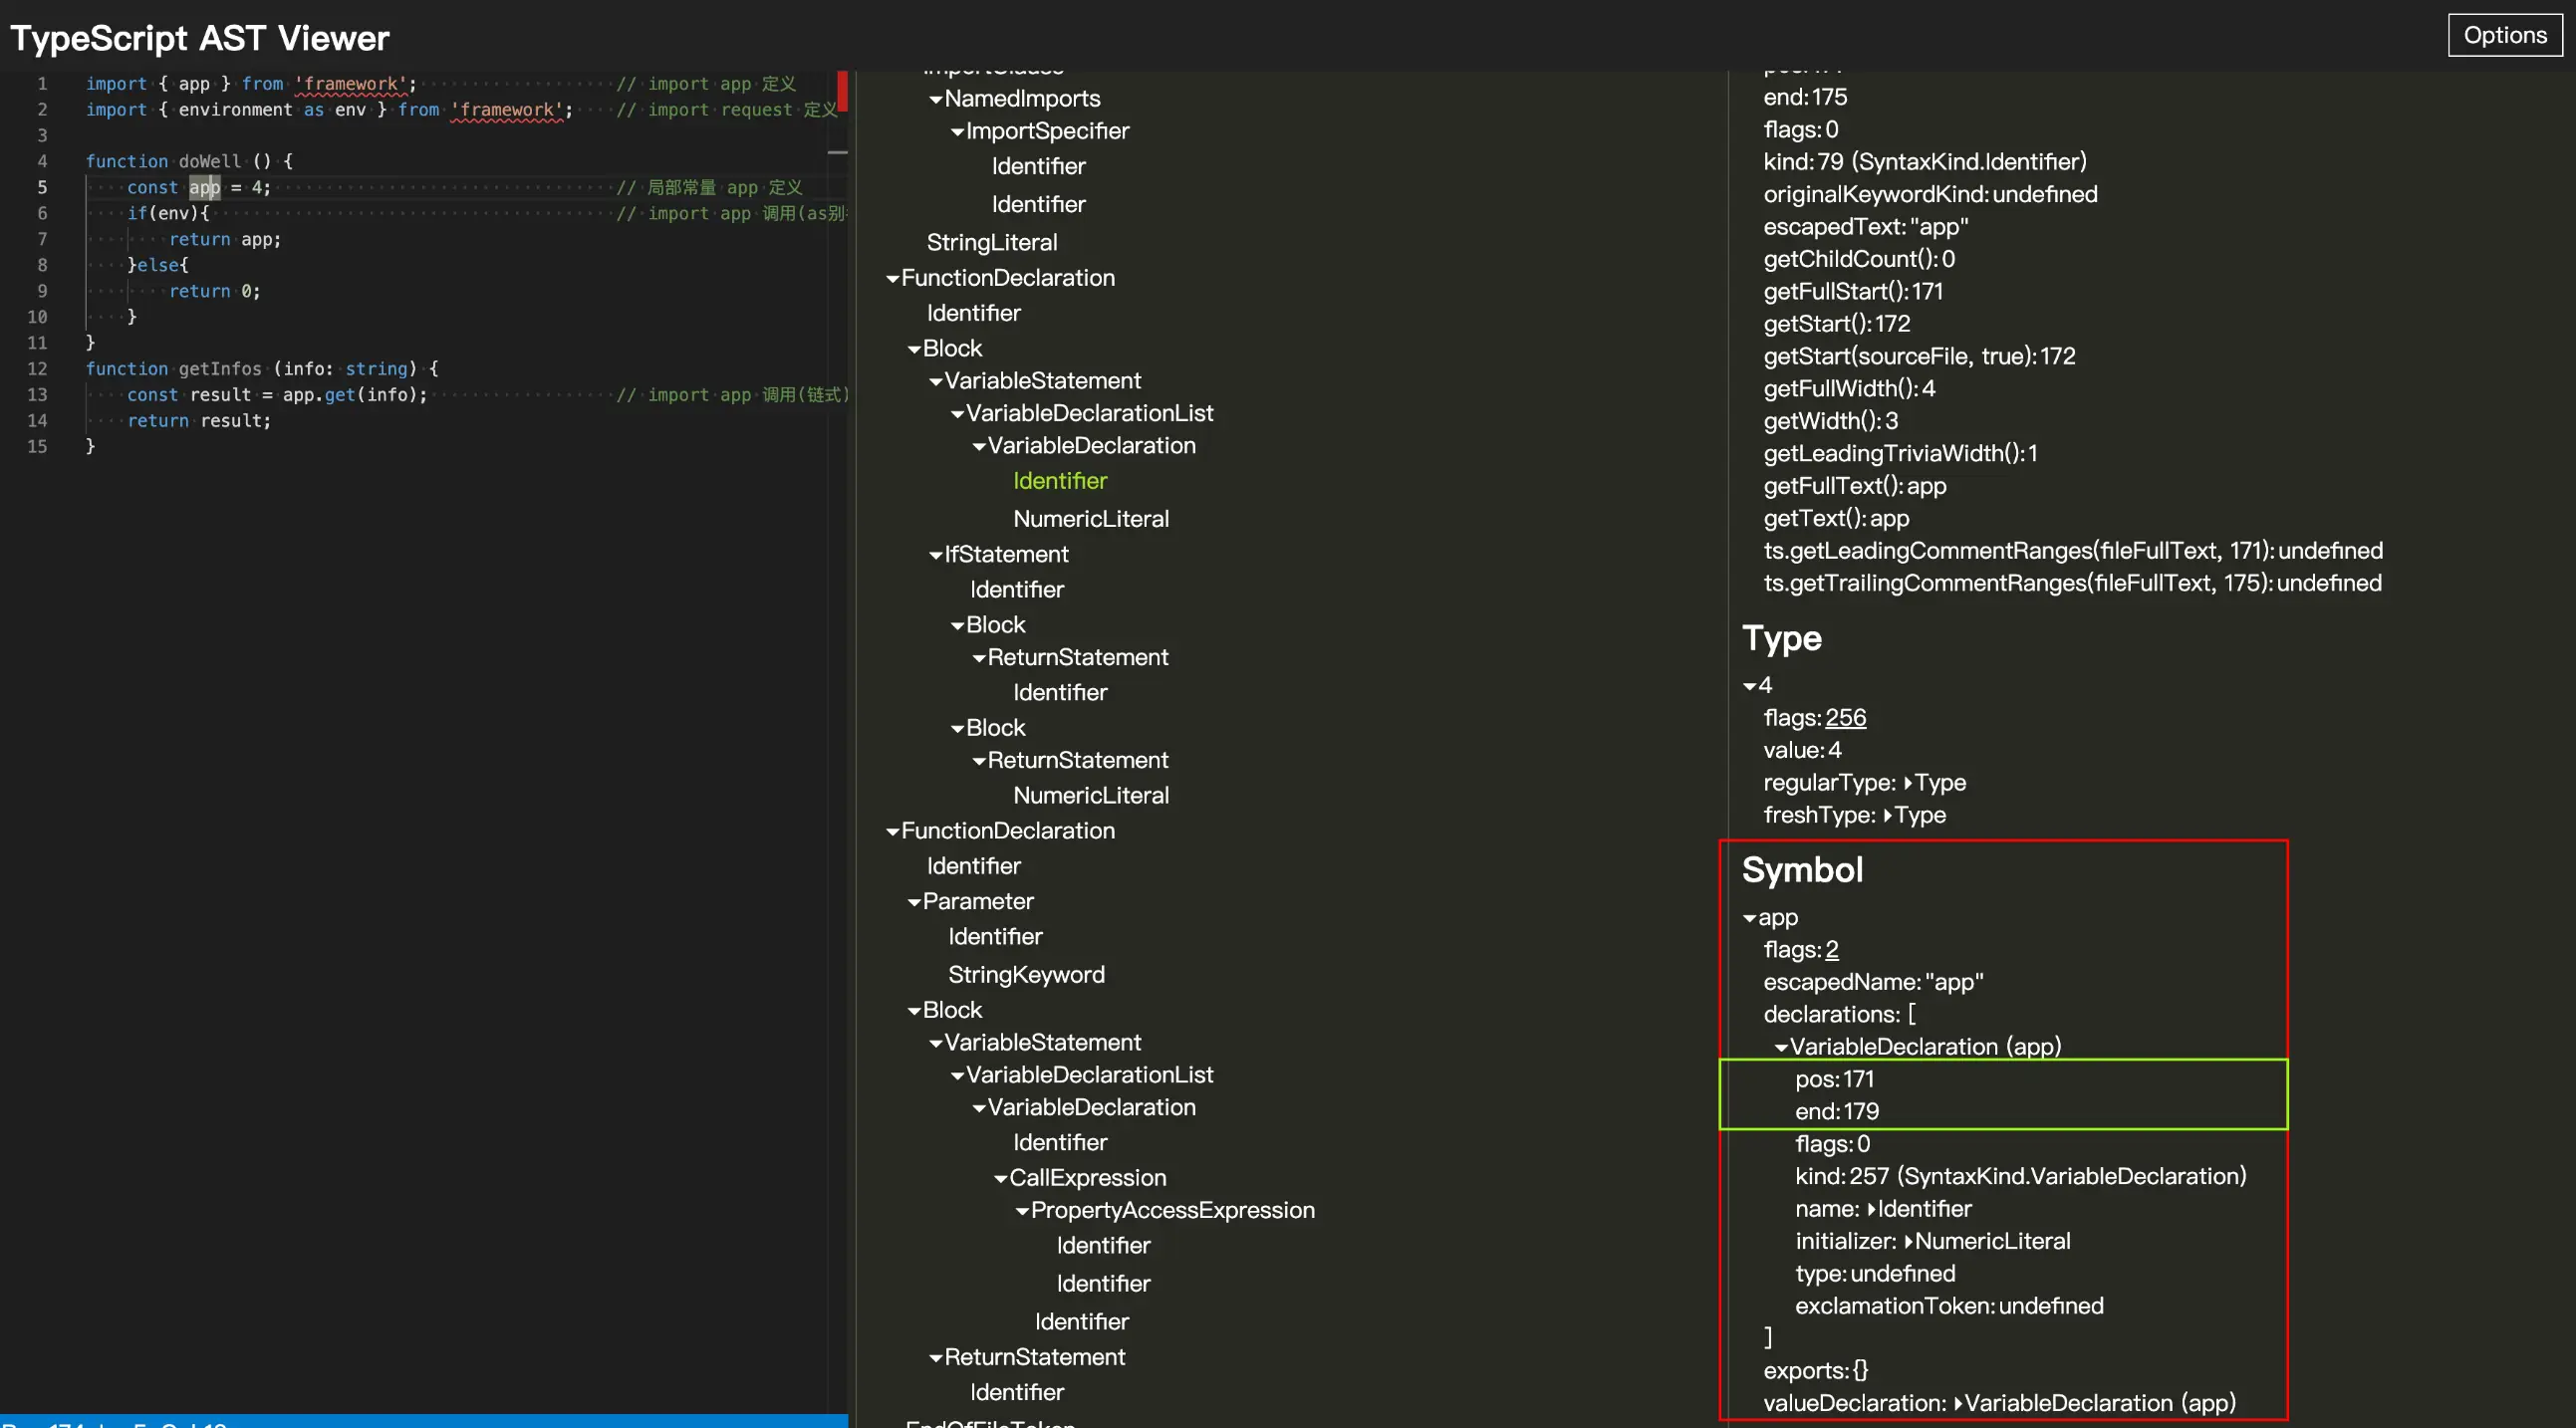 TypeScript AST Viewer
Options
1 import { app } from 'framework'; // import app 定义
2 import { environment as env } from 'framework'; // import request 定义
3
4 function doWell () {
5 const app = 4; // 局部常量 app 定义
6 if(env){ // import app 调用(as别
7 return app;
8 }else{
9 return 0;
10 }
11 }
12 function getInfos (info: string) {
13 const result = app.get(info); // import app 调用(链式)
14 return result;
15 }
ImportClause
NamedImports
ImportSpecifier
Identifier
Identifier
StringLiteral
FunctionDeclaration
Identifier
Block
VariableStatement
VariableDeclarationList
VariableDeclaration
Identifier
NumericLiteral
IfStatement
Identifier
Block
ReturnStatement
Identifier
Block
ReturnStatement
NumericLiteral
FunctionDeclaration
Identifier
Parameter
Identifier
StringKeyword
Block
VariableStatement
VariableDeclarationList
VariableDeclaration
Identifier
CallExpression
PropertyAccessExpression
Identifier
Identifier
Identifier
ReturnStatement
Identifier
EndOfFileToken
pos:171
end:175
flags:0
kind:79 (SyntaxKind.Identifier)
originalKeywordKind:undefined
escapedText:"app"
getChildCount():0
getFullStart():171
getStart():172
getStart(sourceFile, true):172
getFullWidth():4
getWidth():3
getLeadingTriviaWidth():1
getFullText():app
getText():app
ts.getLeadingCommentRanges(fileFullText, 171):undefined
ts.getTrailingCommentRanges(fileFullText, 175):undefined
Type
4
flags:256
value:4
regularType: Type
freshType: Type
Symbol
app
flags:2
escapedName:"app"
declarations: [
VariableDeclaration (app)
pos:171
end:179
flags:0
kind:257 (SyntaxKind.VariableDeclaration)
name: Identifier
initializer: NumericLiteral
type:undefined
exclamationToken:undefined
]
exports:{}
valueDeclaration: VariableDeclaration (app)